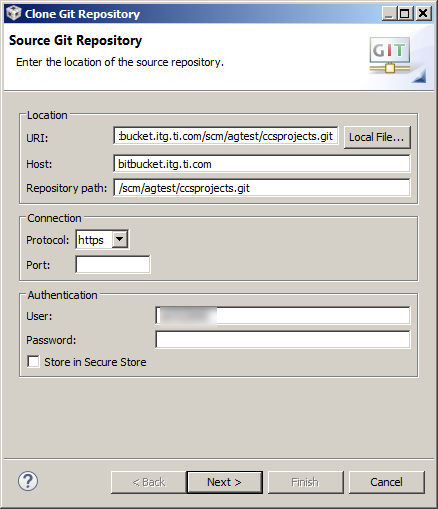 Clone Git Repository
Source Git Repository
Enter the location of the source repository.
GIT
Location
URI: :bucket.itg.ti.com/scm/agtest/ccsprojects.git Local File...
Host: bitbucket.itg.ti.com
Repository path: /scm/agtest/ccsprojects.git
Connection
Protocol: https
Port:
Authentication
User:
Password:
Store in Secure Store
? < Back Next > Finish Cancel